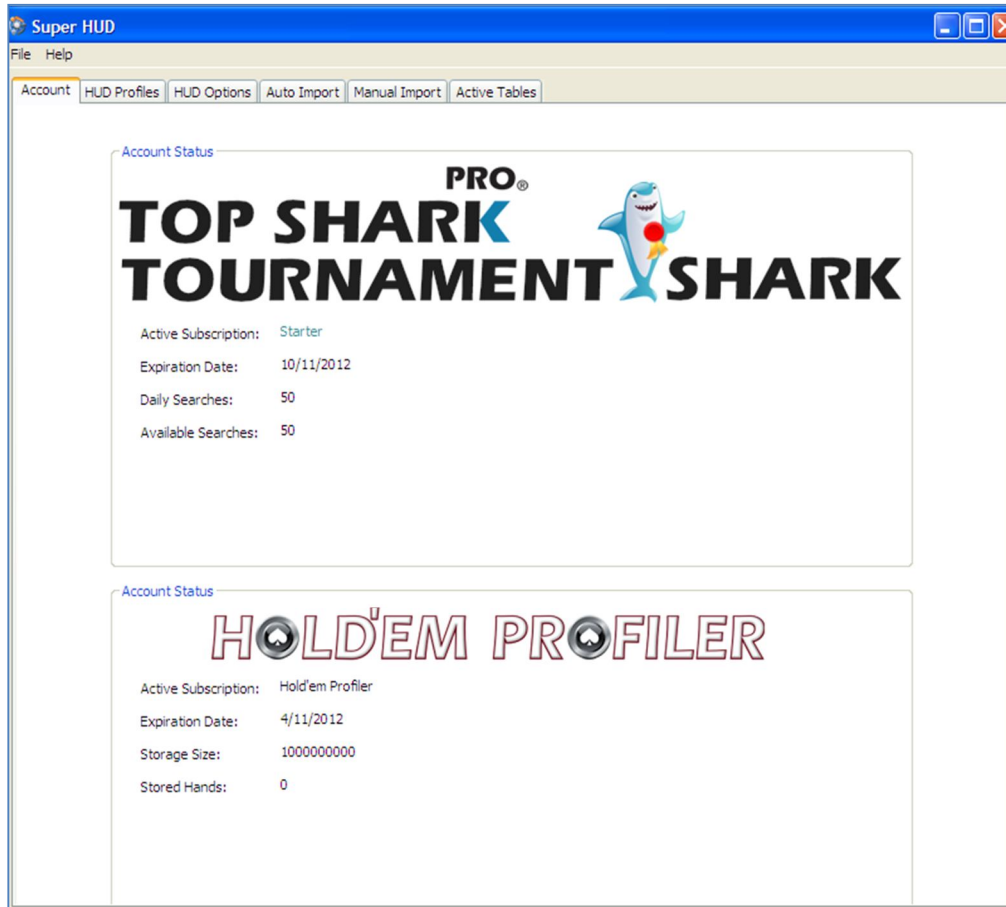 Super HUD
File Help
Account HUD Profiles HUD Options Auto Import Manual Import Active Tables
Account Status
PRO®
TOP SHARK
TOURNAMENT SHARK
Active Subscription: Starter
Expiration Date: 10/11/2012
Daily Searches: 50
Available Searches: 50
Account Status
HOLD'EM PROFILER
Active Subscription: Hold'em Profiler
Expiration Date: 4/11/2012
Storage Size: 1000000000
Stored Hands: 0